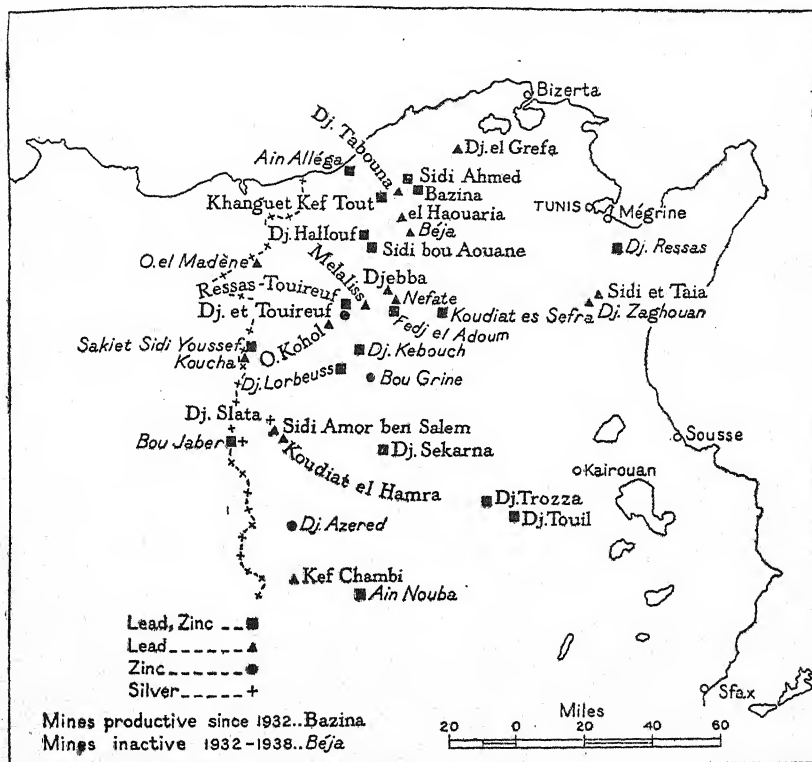 Bizerta
Dj. Tabouna
Dj. el Grefa
Ain Alléga
Sidi Ahmed
Bazina
Khanguet Kef Tout
el Haouaria
TUNIS
Mégrine
Béja
Dj. Hallouf
Sidi bou Aouane
Dj. Ressas
O. el Madène
Melaliss
Djebba
Ressas-Touireuf
Nefate
Sidi et Taia
Dj. et Touireuf
Fedj el Adoum
Koudiat es Sefra
Dj. Zaghouan
O. Kohol
Sakiet Sidi Youssef
Koucha
Dj. Kebouch
Dj. Lorbeuss
Bou Grine
Dj. Slata
Sidi Amor ben Salem
Bou Jaber
Koudiat el Hamra
Dj. Sekarna
Sousse
Kairouan
Dj. Trozza
Dj. Touil
Dj. Azered
Kef Chambi
Ain Nouba
Sfax
Lead, Zinc
Lead
Zinc
Silver
Mines productive since 1932..Bazina
Mines inactive 1932-1938..Béja
Miles
20 0 20 40 60